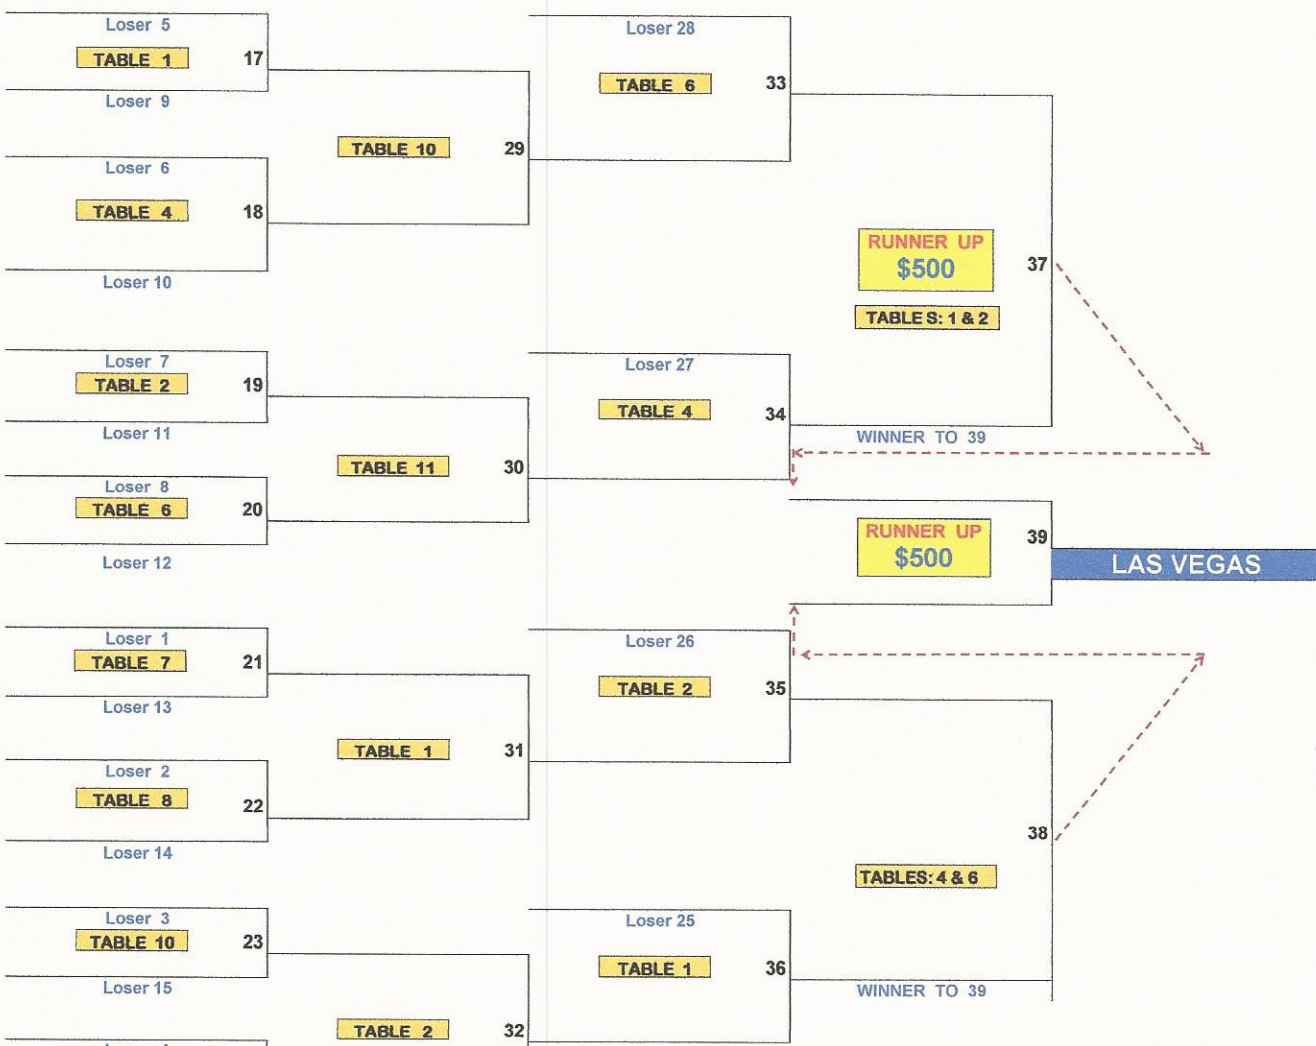 Loser 5
TABLE 1
17
Loser 9
Loser 6
TABLE 4
18
Loser 10
TABLE 10
29
Loser 28
TABLE 6
33
Loser 7
TABLE 2
19
Loser 11
Loser 8
TABLE 6
20
Loser 12
TABLE 11
30
Loser 27
TABLE 4
34
RUNNER UP
$500
TABLES: 1 & 2
37
WINNER TO 39
RUNNER UP
$500
39
LAS VEGAS
Loser 1
TABLE 7
21
Loser 13
Loser 2
TABLE 8
22
Loser 14
TABLE 1
31
Loser 26
TABLE 2
35
Loser 3
TABLE 10
23
Loser 15
TABLE 2
32
Loser 25
TABLE 1
36
TABLES: 4 & 6
38
WINNER TO 39